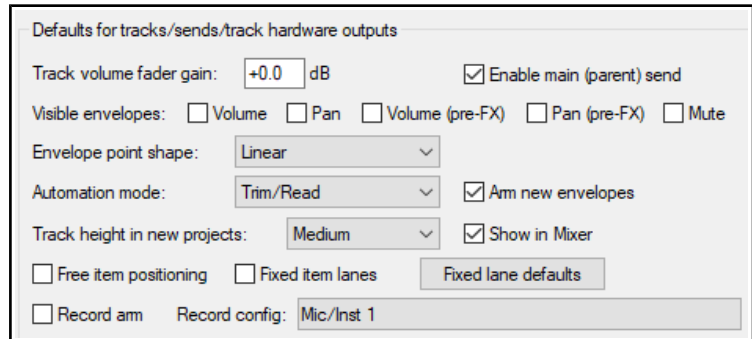 Defaults for tracks/sends/track hardware outputs
Track volume fader gain: +0.0 dB Enable main (parent) send
Visible envelopes: Volume Pan Volume (pre-FX) Pan (pre-FX) Mute
Envelope point shape: Linear
Automation mode: Trim/Read Arm new envelopes
Track height in new projects: Medium Show in Mixer
Free item positioning Fixed item lanes Fixed lane defaults
Record arm Record config: Mic/Inst 1